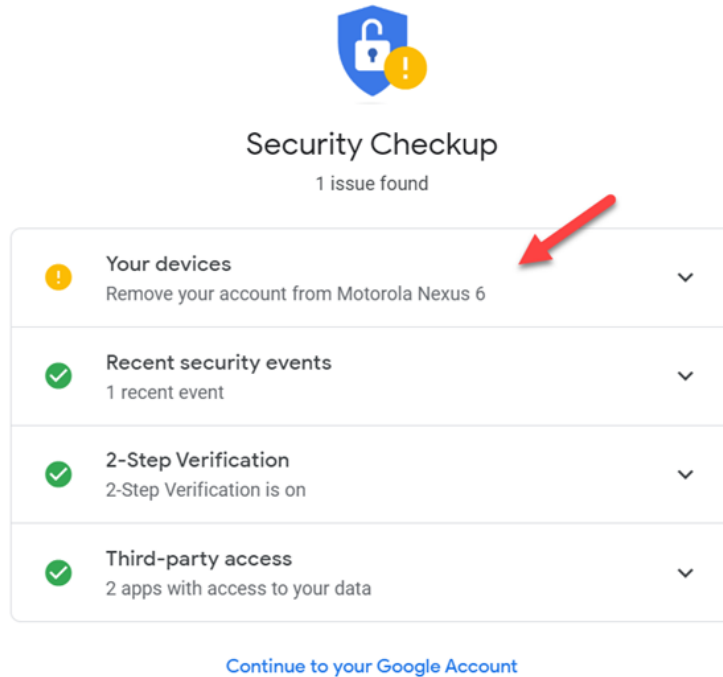 Security Checkup
1 issue found
Your devices
Remove your account from Motorola Nexus 6
Recent security events
1 recent event
2-Step Verification
2-Step Verification is on
Third-party access
2 apps with access to your data
Continue to your Google Account